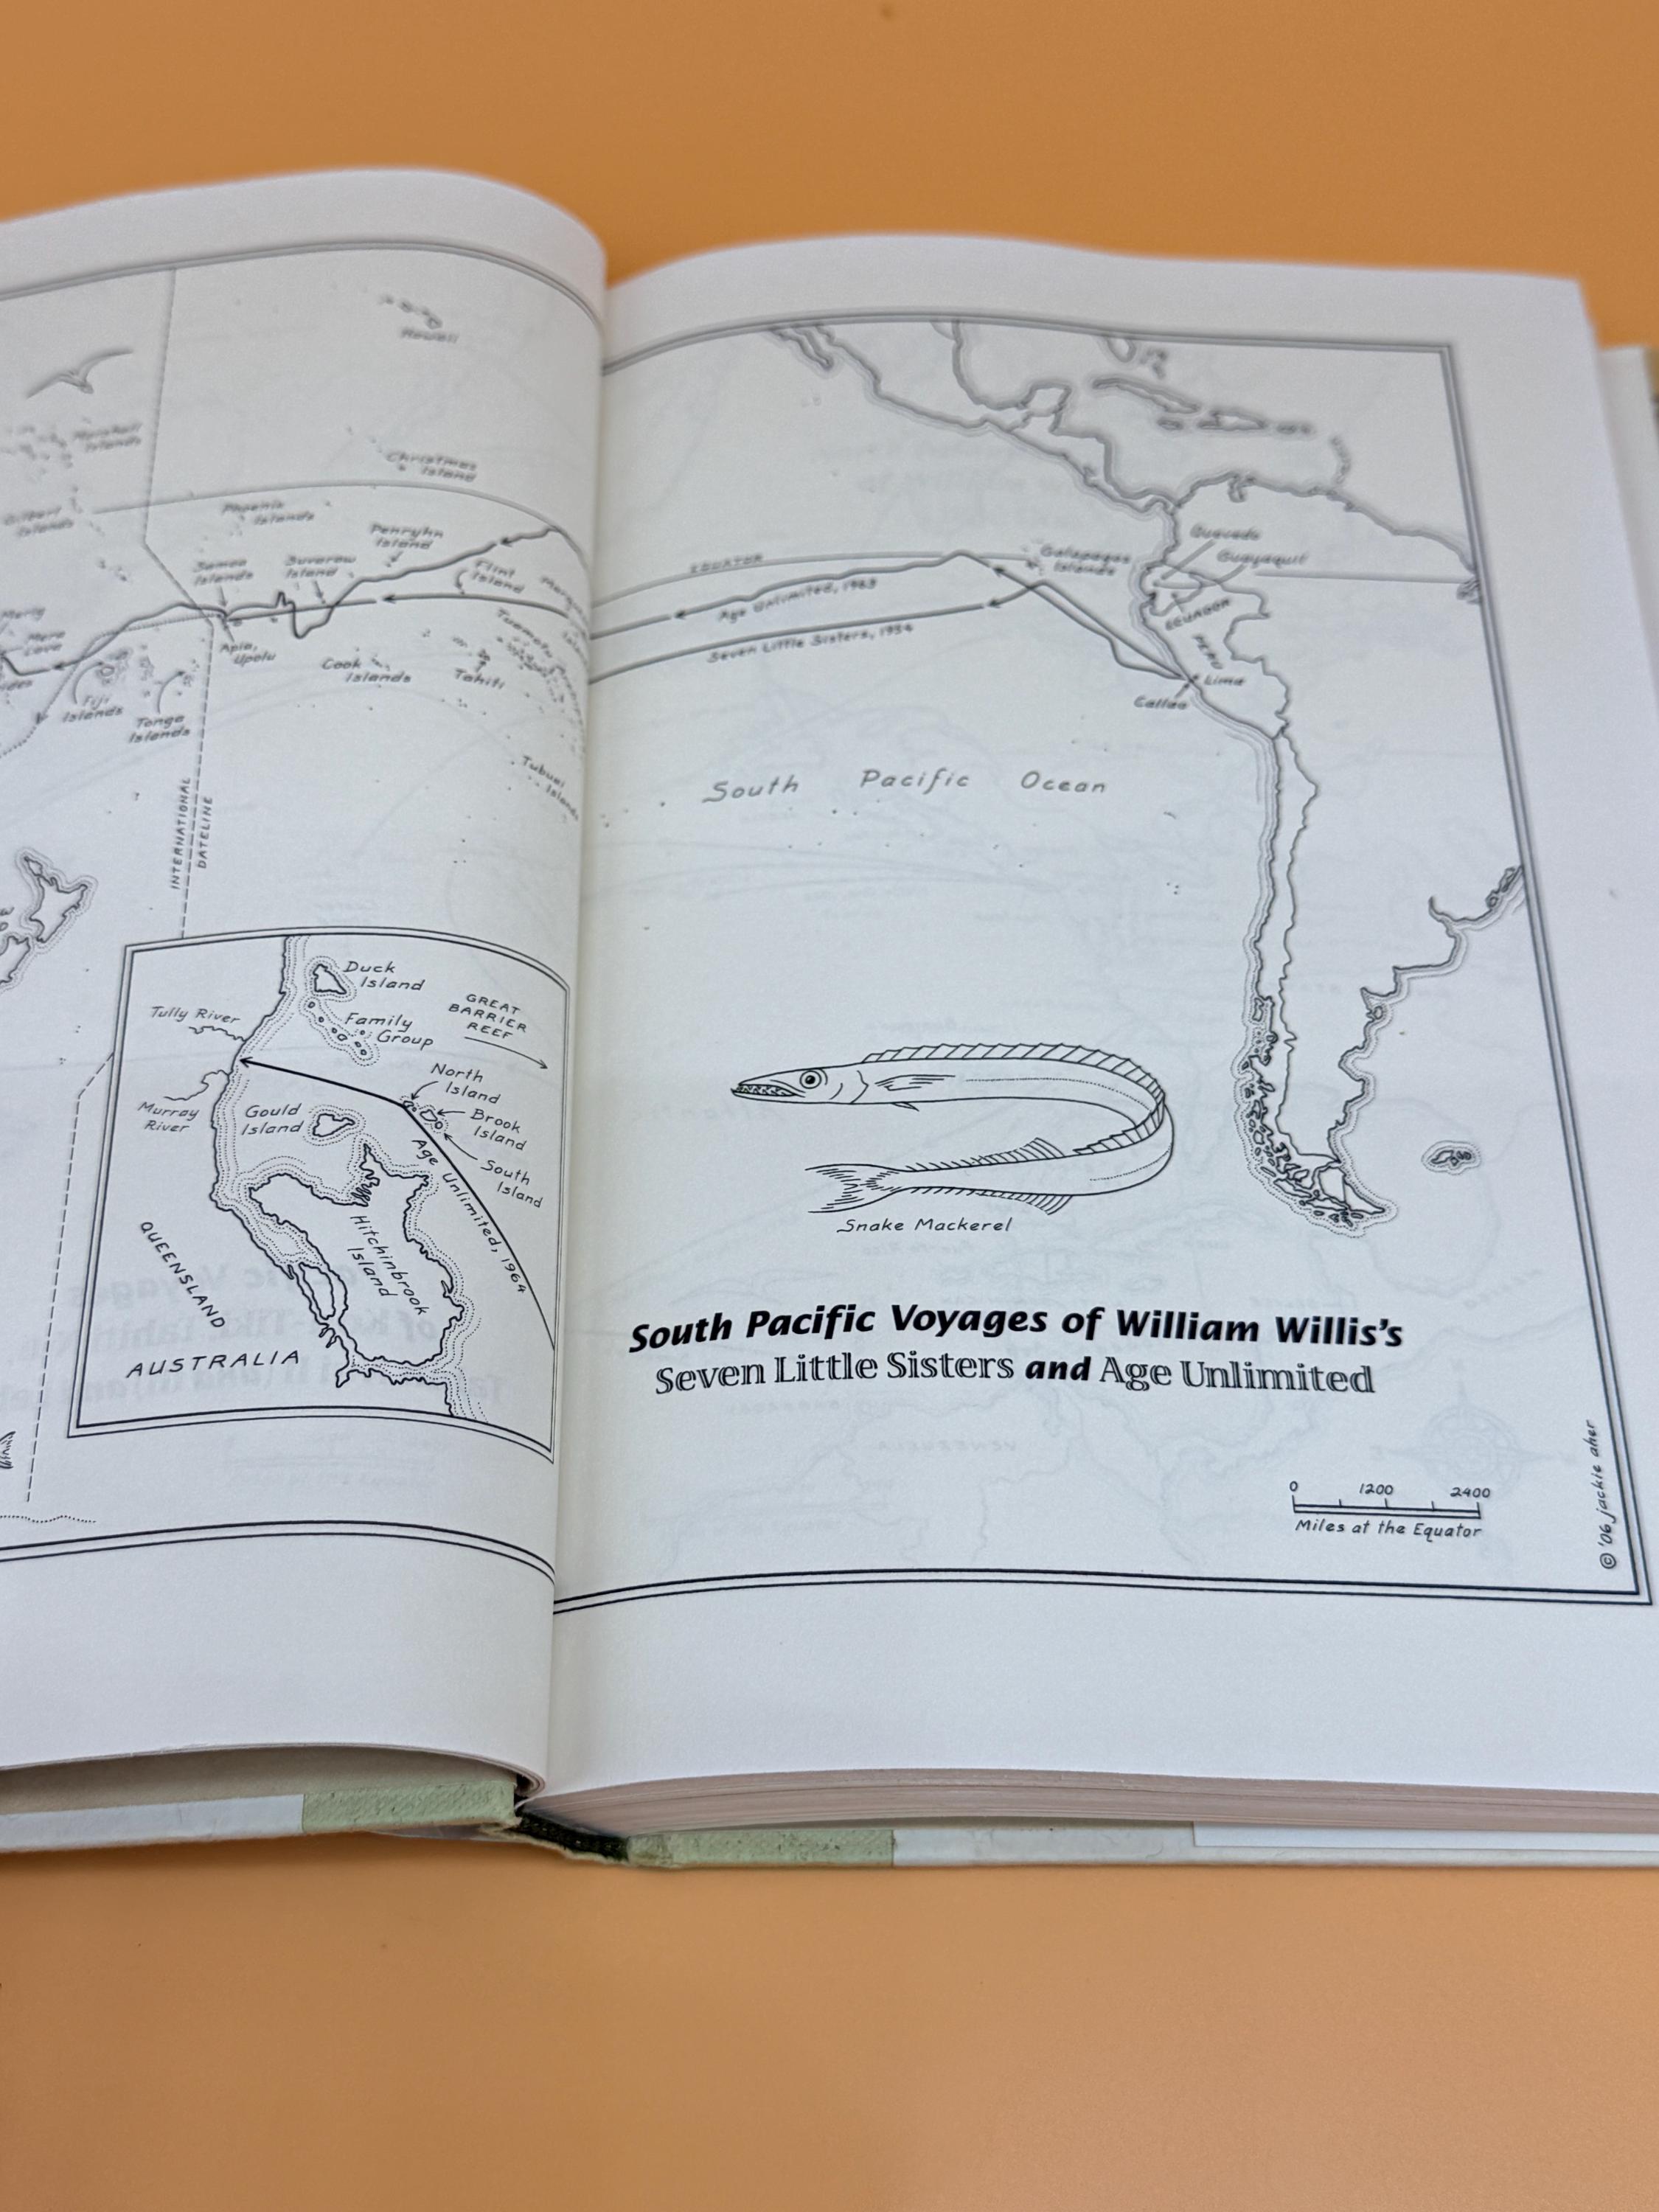 Hawaii
Marshall
Islands
Christmas
Island
Gilbert
Islands
Phoenix
Islands
Penryhn
Island
Samoa
Islands
Suvarow
Island
Flint
Island
Apia,
Upolu
Cook
Islands
Tahiti
Fiji
Islands
Tonga
Islands
Tubuai
Islands
INTERNATIONAL
DATELINE
Duck
Island
GREAT
BARRIER
REEF
Tully River
Family
Group
North
Island
Brook
Island
Murray
River
Gould
Island
South
Island
Age Unlimited, 1964
Hitchinbrook
Island
QUEENSLAND
AUSTRALIA
EQUATOR
Galapagos
Islands
Quevedo
Guayaquil
ECUADOR
PERU
Lima
Callao
Age Unlimited, 1963
Seven Little Sisters, 1954
South Pacific Ocean
Snake Mackerel
South Pacific Voyages of William Willis's
Seven Little Sisters and Age Unlimited
0 1200 2400
Miles at the Equator
© '06 jackie aher